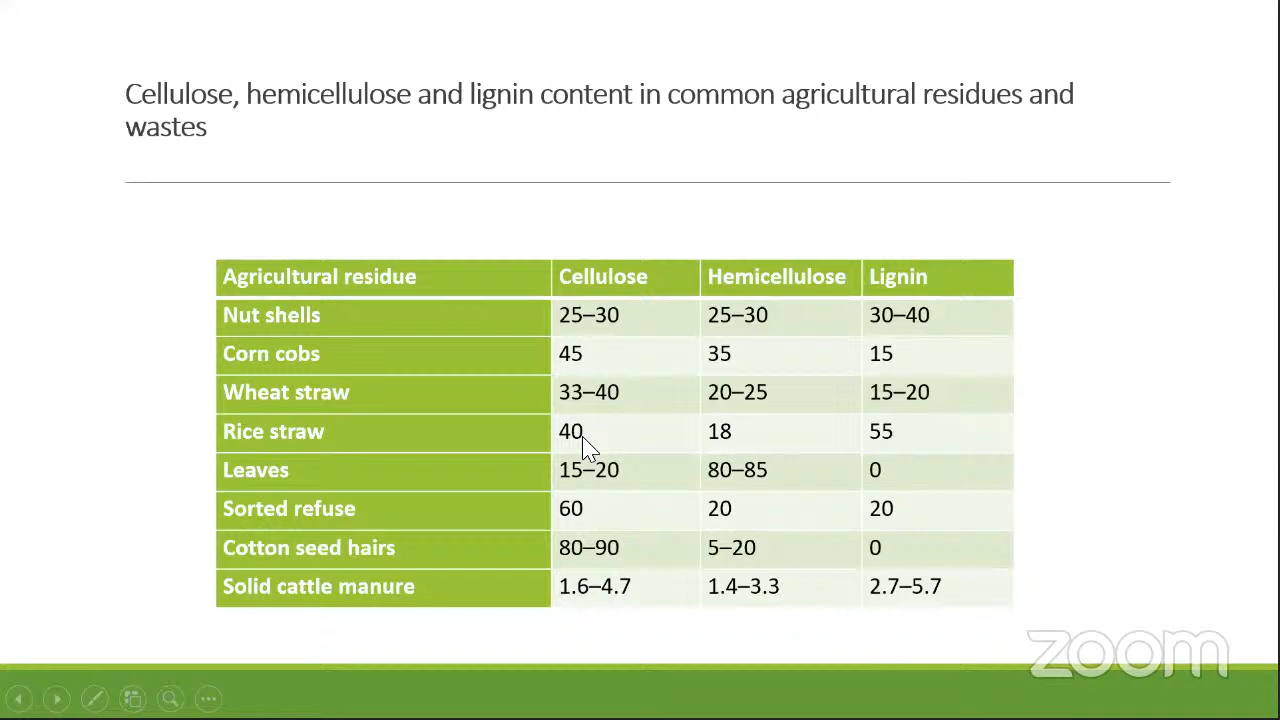 Cellulose, hemicellulose and lignin content in common agricultural residues and
wastes
Agricultural residue Cellulose Hemicellulose Lignin
Nut shells 25–30 25–30 30–40
Corn cobs 45 35 15
Wheat straw 33–40 20–25 15–20
Rice straw 40 18 55
Leaves 15–20 80–85 0
Sorted refuse 60 20 20
Cotton seed hairs 80–90 5–20 0
Solid cattle manure 1.6–4.7 1.4–3.3 2.7–5.7
zoom